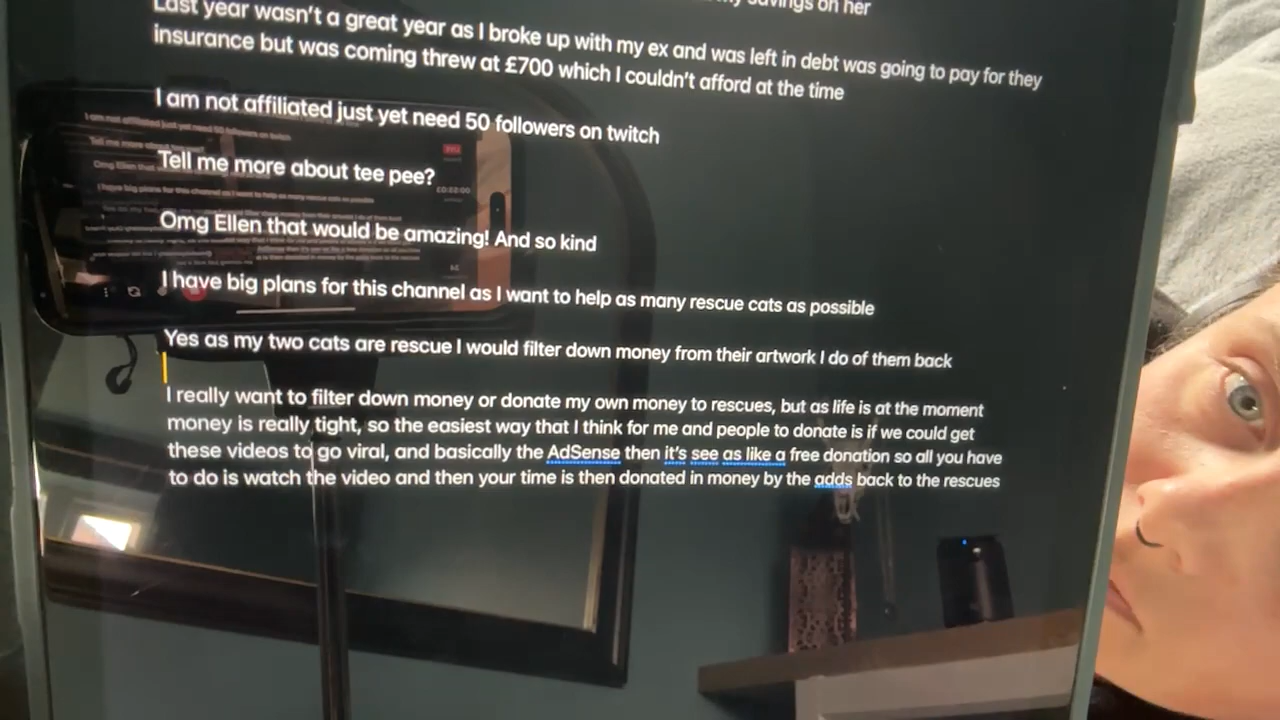 savings on her
Last year wasn't a great year as I broke up with my ex and was left in debt was going to pay for they
insurance but was coming threw at £700 which I couldn't afford at the time
I am not affiliated just yet need 50 followers on twitch
Tell me more about tee pee?
Omg Ellen that would be amazing! And so kind
I have big plans for this channel as I want to help as many rescue cats as possible
Yes as my two cats are rescue I would filter down money from their artwork I do of them back
I really want to filter down money or donate my own money to rescues, but as life is at the moment
money is really tight, so the easiest way that I think for me and people to donate is if we could get
these videos to go viral, and basically the AdSense then it's see as like a free donation so all you have
to do is watch the video and then your time is then donated in money by the adds back to the rescues